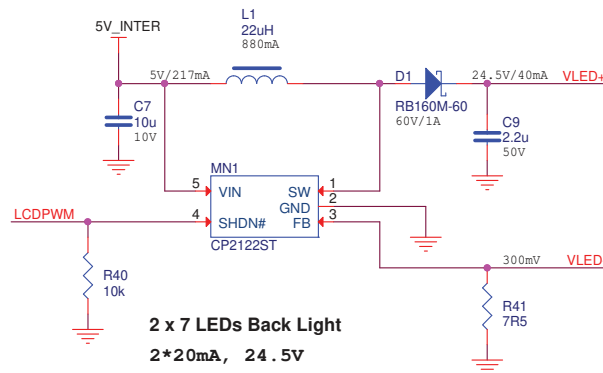 L1
5V_INTER
22uH
880mA
5V/217mA
D1
24.5V/40mA
VLED+
RB160M-60
60V/1A
C7
10u
10V
C9
2.2u
50V
MN1
5
VIN
SW
1
GND
2
LCDPWM
4
SHDN#
FB
3
CP2122ST
300mV
VLED
R40
10k
R41
7R5
2 x 7 LEDs Back Light
2*20mA, 24.5V